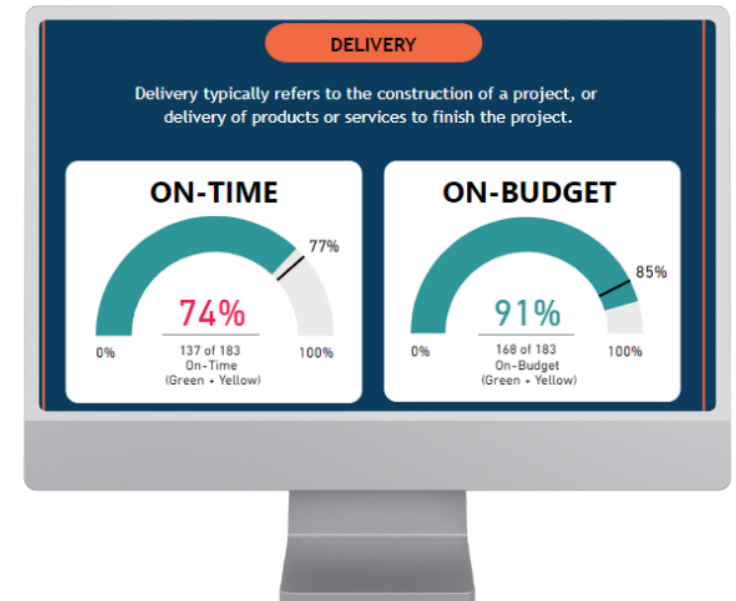 DELIVERY
Delivery typically refers to the construction of a project, or
delivery of products or services to finish the project.
ON-TIME
77%
74%
0%
137 of 183
100%
On-Time
(Green + Yellow)
ON-BUDGET
85%
91%
0%
168 of 183
100%
On-Budget
(Green + Yellow)